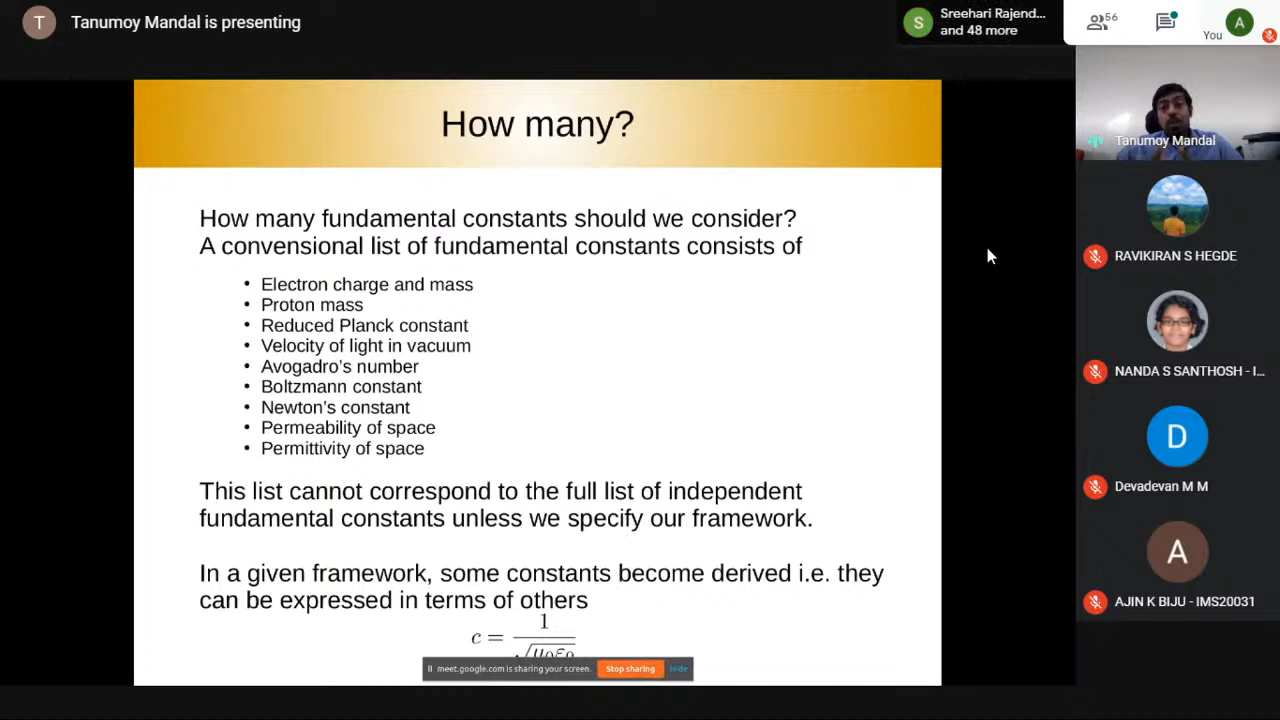 T
Tanumoy Mandal is presenting
S
Sreehari Rajend...
and 48 more
56
You
A
How many?
How many fundamental constants should we consider?
A convensional list of fundamental constants consists of
• Electron charge and mass
• Proton mass
• Reduced Planck constant
• Velocity of light in vacuum
• Avogadro's number
• Boltzmann constant
• Newton's constant
• Permeability of space
• Permittivity of space
This list cannot correspond to the full list of independent
fundamental constants unless we specify our framework.
In a given framework, some constants become derived i.e. they
can be expressed in terms of others
c = 1 / √μ₀ε₀
meet.google.com is sharing your screen.
Stop sharing
Hide
Tanumoy Mandal
RAVIKIRAN S HEGDE
NANDA S SANTHOSH - I...
D
Devadevan M M
A
AJIN K BIJU - IMS20031